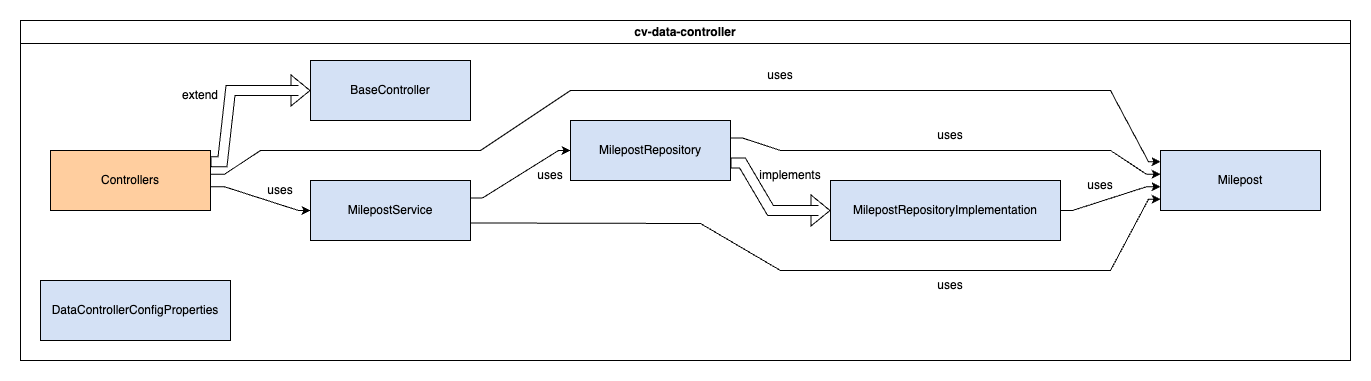 cv-data-controller
uses
BaseController
extend
uses
MilepostRepository
implements
Controllers
uses
uses
Milepost
uses
MilepostService
MilepostRepositoryImplementation
uses
DataControllerConfigProperties